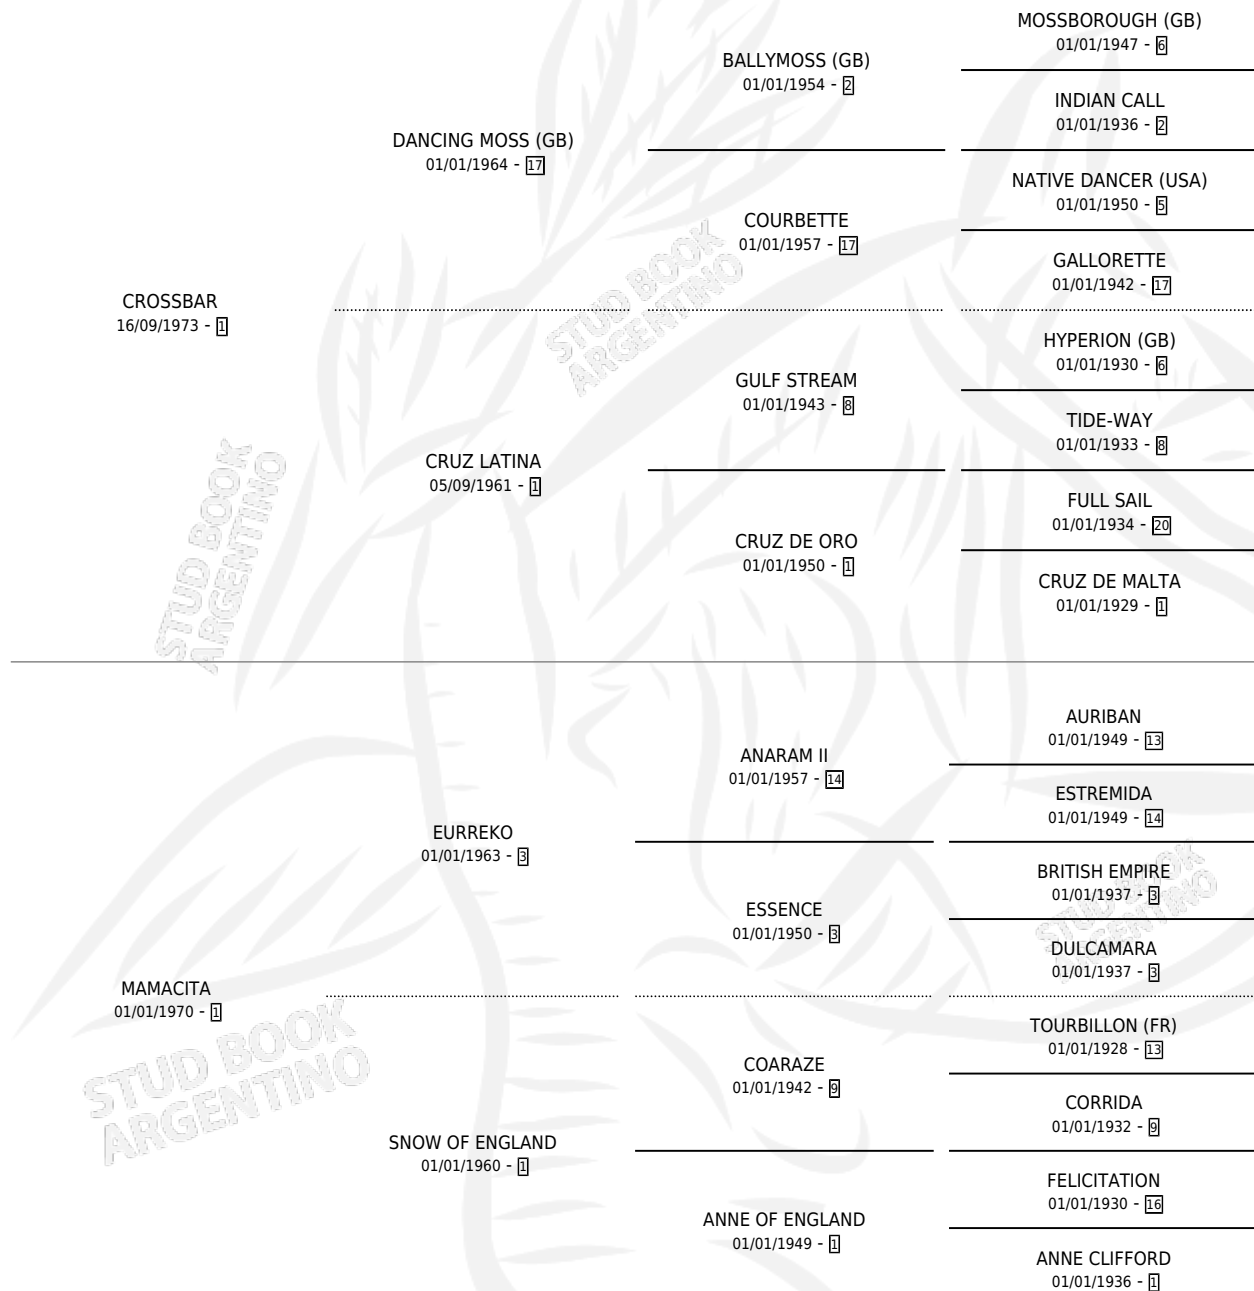 MOSSBOROUGH (GB)
01/01/1947 - 6
BALLYMOSS (GB)
01/01/1954 - 2
INDIAN CALL
01/01/1936 - 2
DANCING MOSS (GB)
01/01/1964 - 17
NATIVE DANCER (USA)
01/01/1950 - 5
COURBETTE
01/01/1957 - 17
GALLORETTE
01/01/1942 - 17
CROSSBAR
16/09/1973 - 1
HYPERION (GB)
01/01/1930 - 6
GULF STREAM
01/01/1943 - 8
TIDE-WAY
01/01/1933 - 8
CRUZ LATINA
05/09/1961 - 1
FULL SAIL
01/01/1934 - 20
CRUZ DE ORO
01/01/1950 - 1
CRUZ DE MALTA
01/01/1929 - 1
AURIBAN
01/01/1949 - 13
ANARAM II
01/01/1957 - 14
ESTREMIDA
01/01/1949 - 14
EURREKO
01/01/1963 - 3
BRITISH EMPIRE
01/01/1937 - 3
ESSENCE
01/01/1950 - 3
DULCAMARA
01/01/1937 - 3
MAMACITA
01/01/1970 - 1
TOURBILLON (FR)
01/01/1928 - 13
COARAZE
01/01/1942 - 9
CORRIDA
01/01/1932 - 9
SNOW OF ENGLAND
01/01/1960 - 1
FELICITATION
01/01/1930 - 16
ANNE OF ENGLAND
01/01/1949 - 1
ANNE CLIFFORD
01/01/1936 - 1
STUD BOOK
ARGENTINO
STUD BOOK
ARGENTINO
STUD BOOK
ARGENTINO
STUD BOOK
ARGENTINO